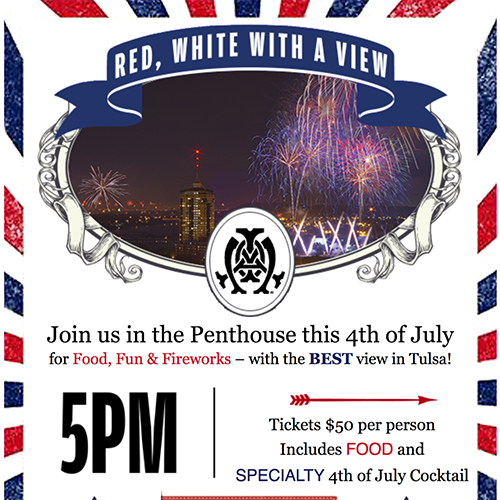 RED, WHITE WITH A VIEW
Join us in the Penthouse this 4th of July
for Food, Fun & Fireworks – with the BEST view in Tulsa!
5PM
Tickets $50 per person
Includes FOOD and
SPECIALTY 4th of July Cocktail